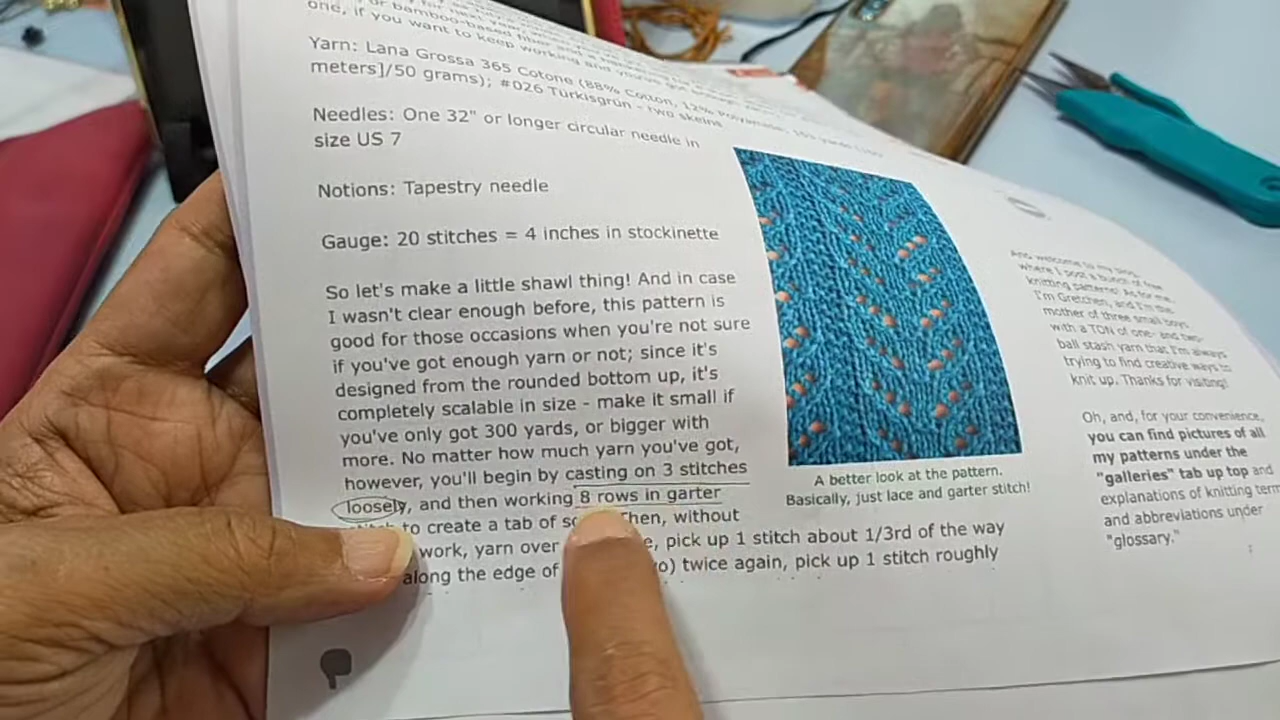 one, if you want to keep working and
Yarn: Lana Grossa 365 Cotone (88% Cotton, 12% Polyamide;
meters]/50 grams); #026 Türkisgrün - two skeins
Needles: One 32" or longer circular needle in
size US 7
Notions: Tapestry needle
Gauge: 20 stitches = 4 inches in stockinette
So let's make a little shawl thing! And in case
I wasn't clear enough before, this pattern is
good for those occasions when you're not sure
if you've got enough yarn or not; since it's
designed from the rounded bottom up, it's
completely scalable in size - make it small if
you've only got 300 yards, or bigger with
more. No matter how much yarn you've got,
however, you'll begin by casting on 3 stitches
loosely, and then working 8 rows in garter
to create a tab of Then, without
work, yarn over pick up 1 stitch about 1/3rd of the way
along the edge of twice again, pick up 1 stitch roughly
A better look at the pattern.
Basically, just lace and garter stitch!
And welcome to my blog,
where I post a bunch of free
knitting patterns! As for me,
I'm Gretchen, and I'm the
mother of three small boys
with a TON of one- and two-
ball stash yarn that I'm always
trying to find creative ways to
knit up. Thanks for visiting!
Oh, and, for your convenience,
you can find pictures of all
my patterns under the
"galleries" tab up top and
explanations of knitting
and abbreviations under
"glossary."